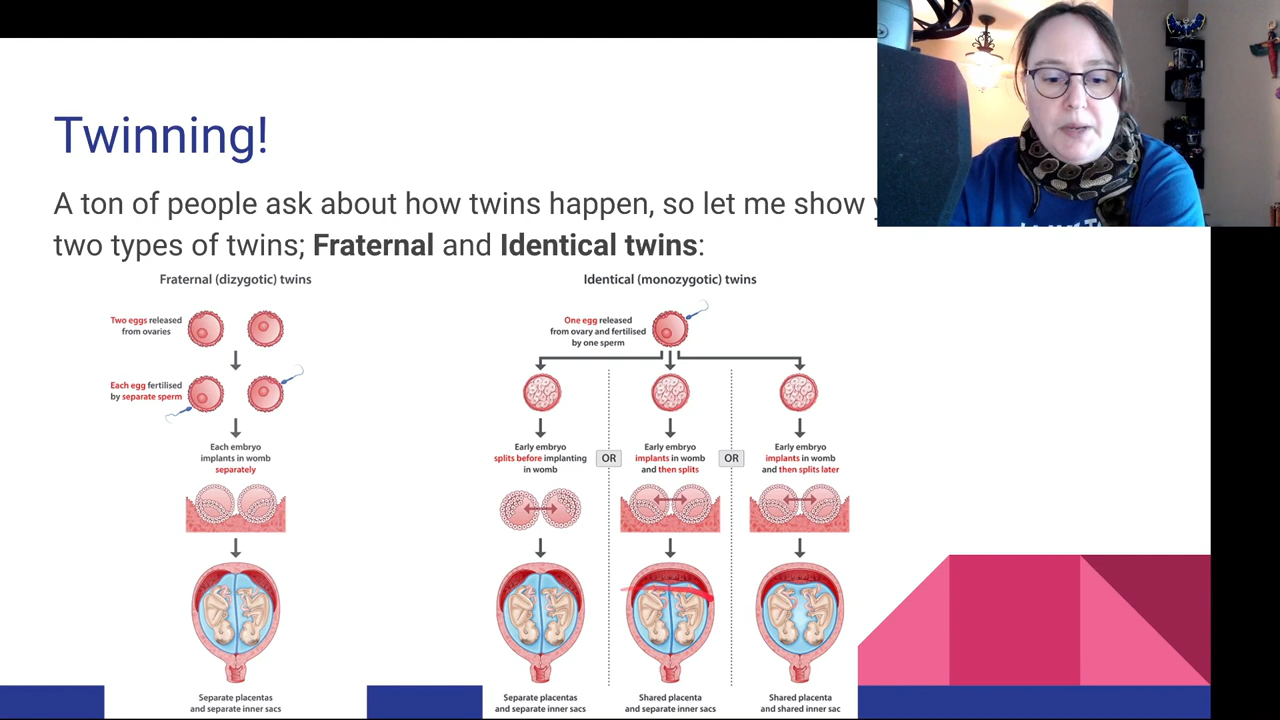 Twinning!
A ton of people ask about how twins happen, so let me show
two types of twins; Fraternal and Identical twins:
Fraternal (dizygotic) twins
Two eggs released
from ovaries
Each egg fertilised
by separate sperm
Each embryo
implants in womb
separately
Separate placentas
and separate inner sacs
Identical (monozygotic) twins
One egg released
from ovary and fertilised
by one sperm
Early embryo
splits before implanting
in womb
OR
Early embryo
implants in womb
and then splits
OR
Early embryo
implants in womb
and then splits later
Separate placentas
and separate inner sacs
Shared placenta
and separate inner sacs
Shared placenta
and shared inner sac